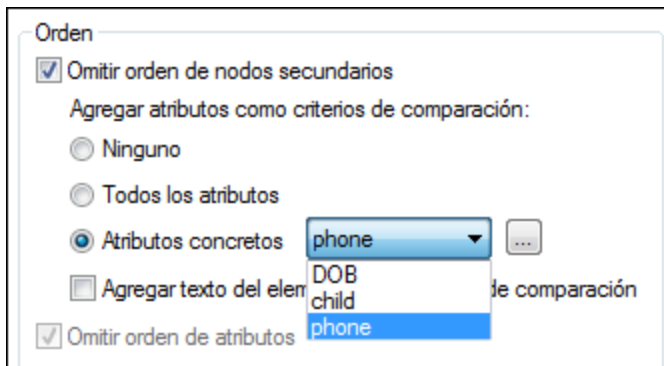 Orden
Omitir orden de nodos secundarios
Agregar atributos como criterios de comparación:
Ninguno
Todos los atributos
Atributos concretos phone ...
DOB
Agregar texto del elem de comparación
child
phone
Omitir orden de atributos